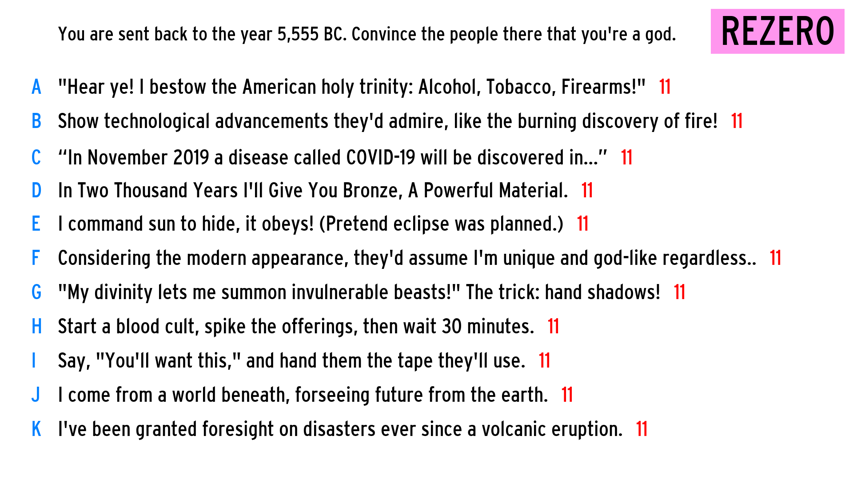 You are sent back to the year 5,555 BC. Convince the people there that you're a god.
REZERO
A "Hear ye! I bestow the American holy trinity: Alcohol, Tobacco, Firearms!" 11
B Show technological advancements they'd admire, like the burning discovery of fire! 11
C “In November 2019 a disease called COVID-19 will be discovered in...” 11
D In Two Thousand Years I'll Give You Bronze, A Powerful Material. 11
E I command sun to hide, it obeys! (Pretend eclipse was planned.) 11
F Considering the modern appearance, they'd assume I'm unique and god-like regardless.. 11
G "My divinity lets me summon invulnerable beasts!" The trick: hand shadows! 11
H Start a blood cult, spike the offerings, then wait 30 minutes. 11
I Say, "You'll want this," and hand them the tape they'll use. 11
J I come from a world beneath, forseeing future from the earth. 11
K I've been granted foresight on disasters ever since a volcanic eruption. 11